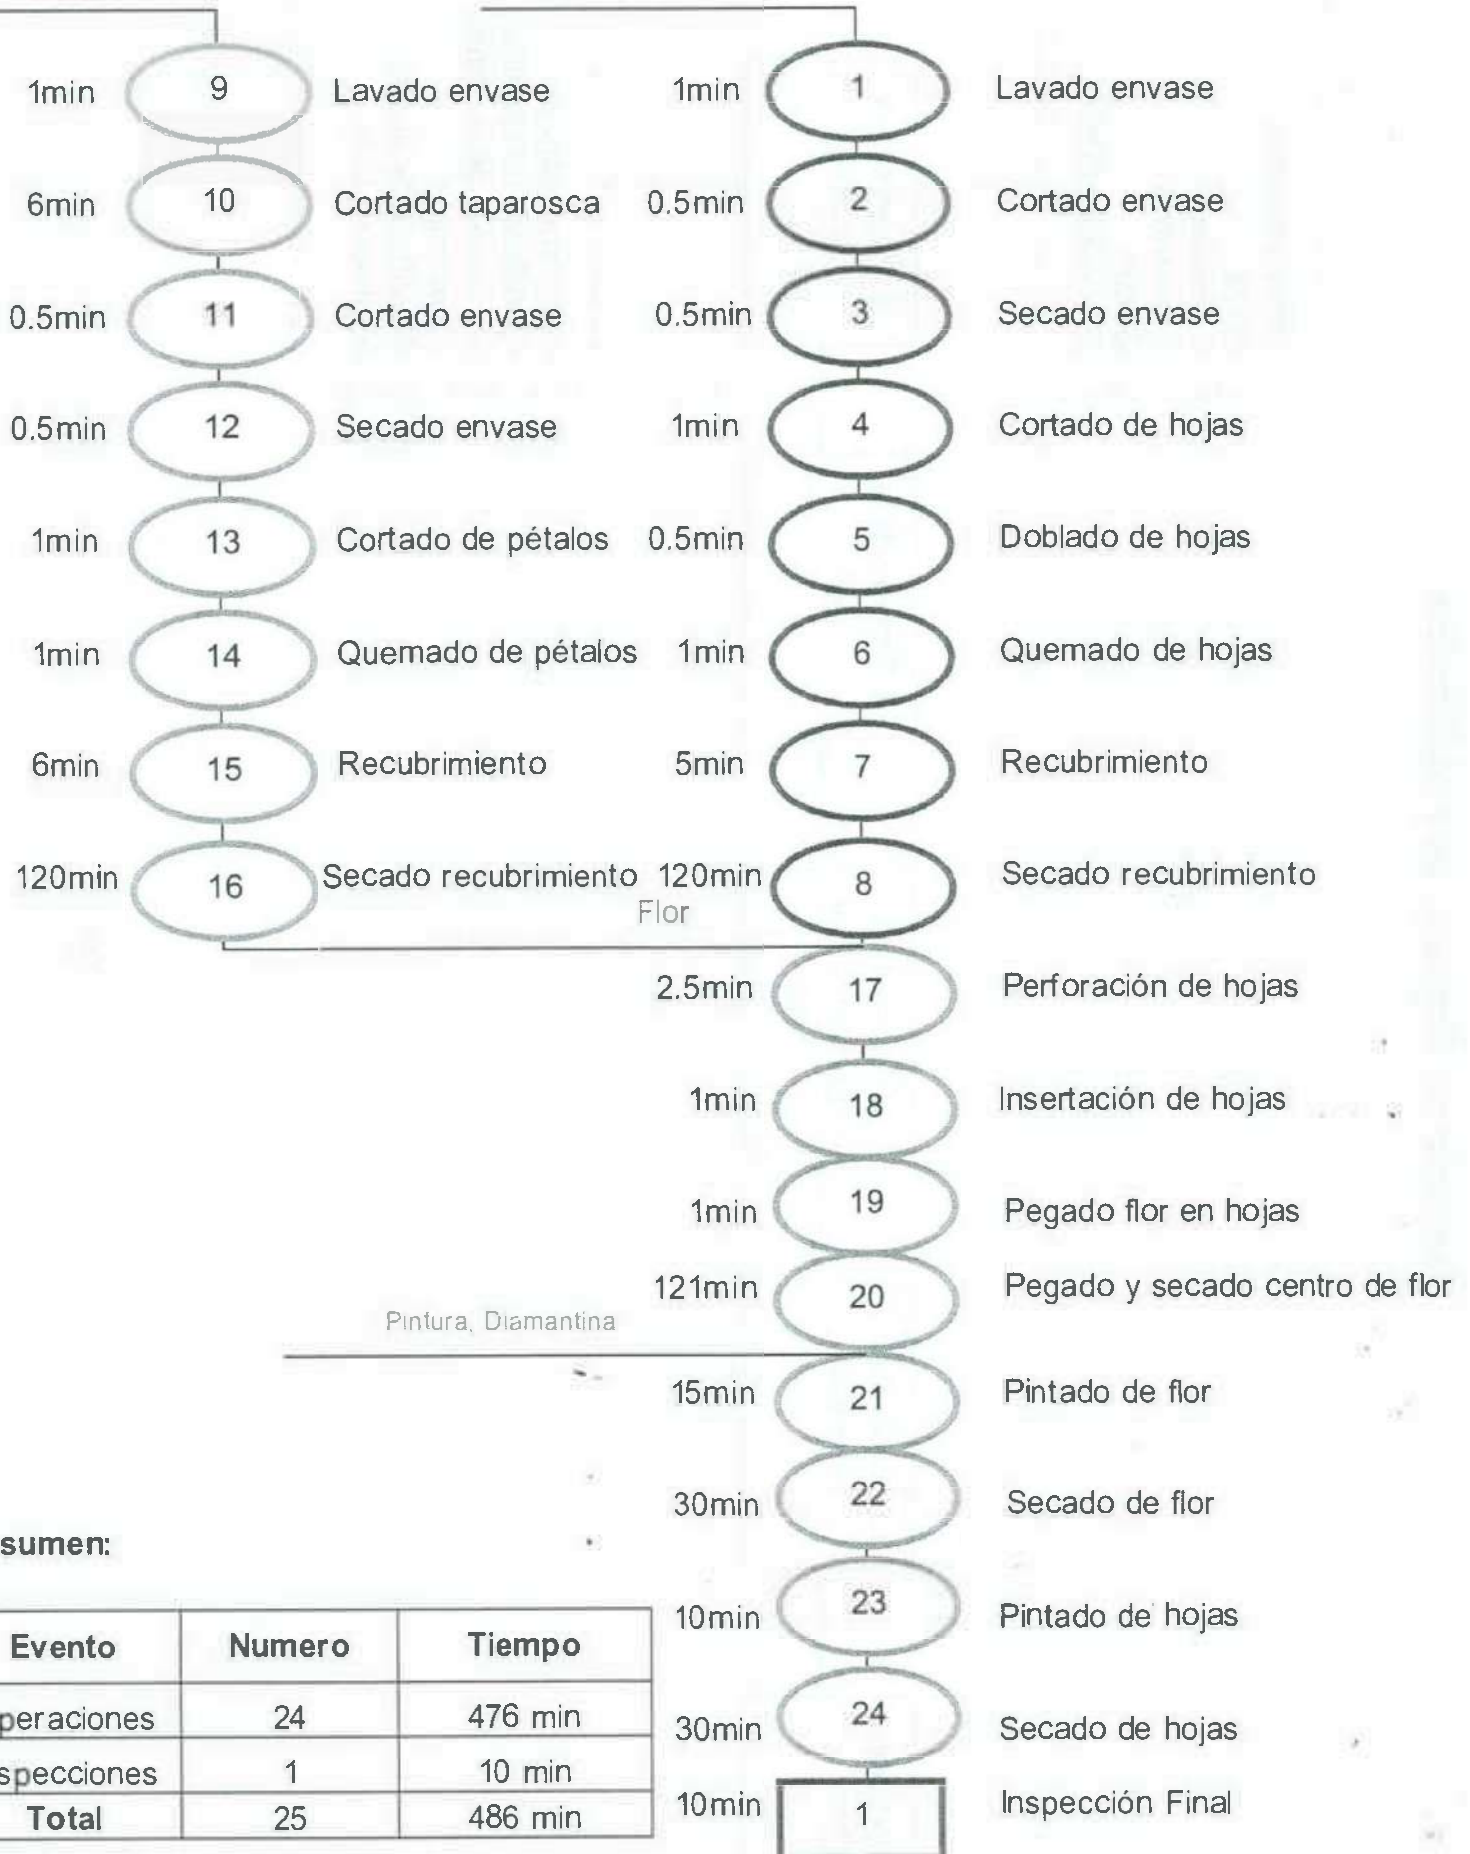 1min 9 Lavado envase 1min 1 Lavado envase
6min 10 Cortado taparosca 0.5min 2 Cortado envase
0.5min 11 Cortado envase 0.5min 3 Secado envase
0.5min 12 Secado envase 1min 4 Cortado de hojas
1min 13 Cortado de pétalos 0.5min 5 Doblado de hojas
1min 14 Quemado de pétalos 1min 6 Quemado de hojas
6min 15 Recubrimiento 5min 7 Recubrimiento
120min 16 Secado recubrimiento 120min 8 Secado recubrimiento
Flor
2.5min 17 Perforación de hojas
1min 18 Insertación de hojas
1min 19 Pegado flor en hojas
121min 20 Pegado y secado centro de flor
Pintura, Diamantina
15min 21 Pintado de flor
30min 22 Secado de flor
sumen:
10min 23 Pintado de hojas
Evento Numero Tiempo
peraciones 24 476 min
30min 24 Secado de hojas
specciones 1 10 min
Total 25 486 min
10min 1 Inspección Final